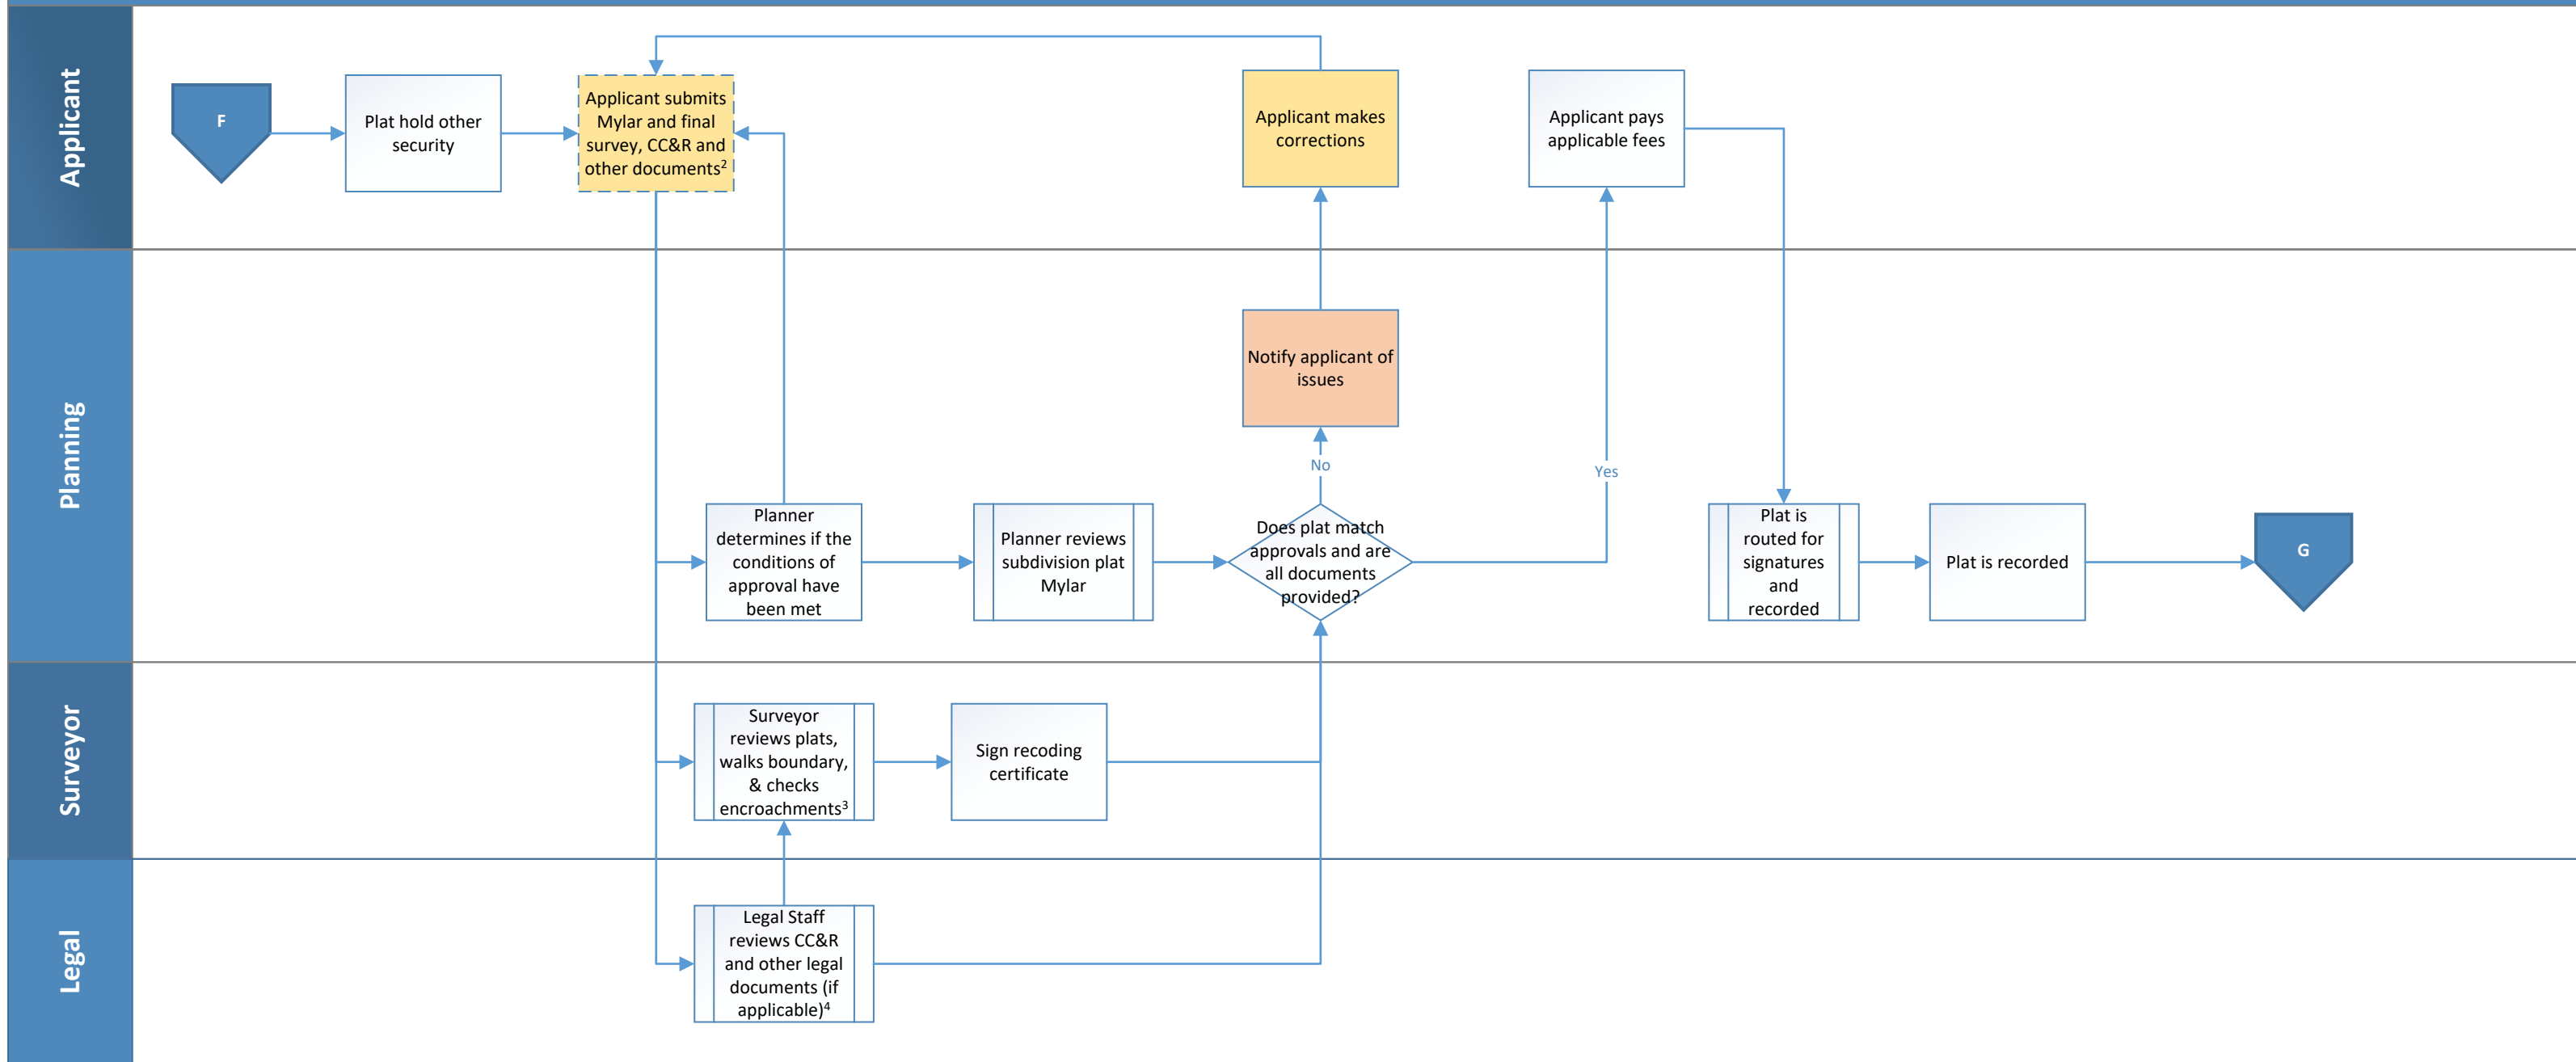 Applicant
F
Plat hold other
security
Applicant submits
Mylar and final
survey, CC&R and
other documents²
Applicant makes
corrections
Applicant pays
applicable fees
Planning
Notify applicant of
issues
No
Yes
Planner
determines if the
conditions of
approval have
been met
Planner reviews
subdivision plat
Mylar
Does plat match
approvals and are
all documents
provided?
Plat is
routed for
signatures
and
recorded
Plat is recorded
G
Surveyor
Surveyor
reviews plats,
walks boundary,
& checks
encroachments³
Sign recoding
certificate
Legal
Legal Staff
reviews CC&R
and other legal
documents (if
applicable)⁴